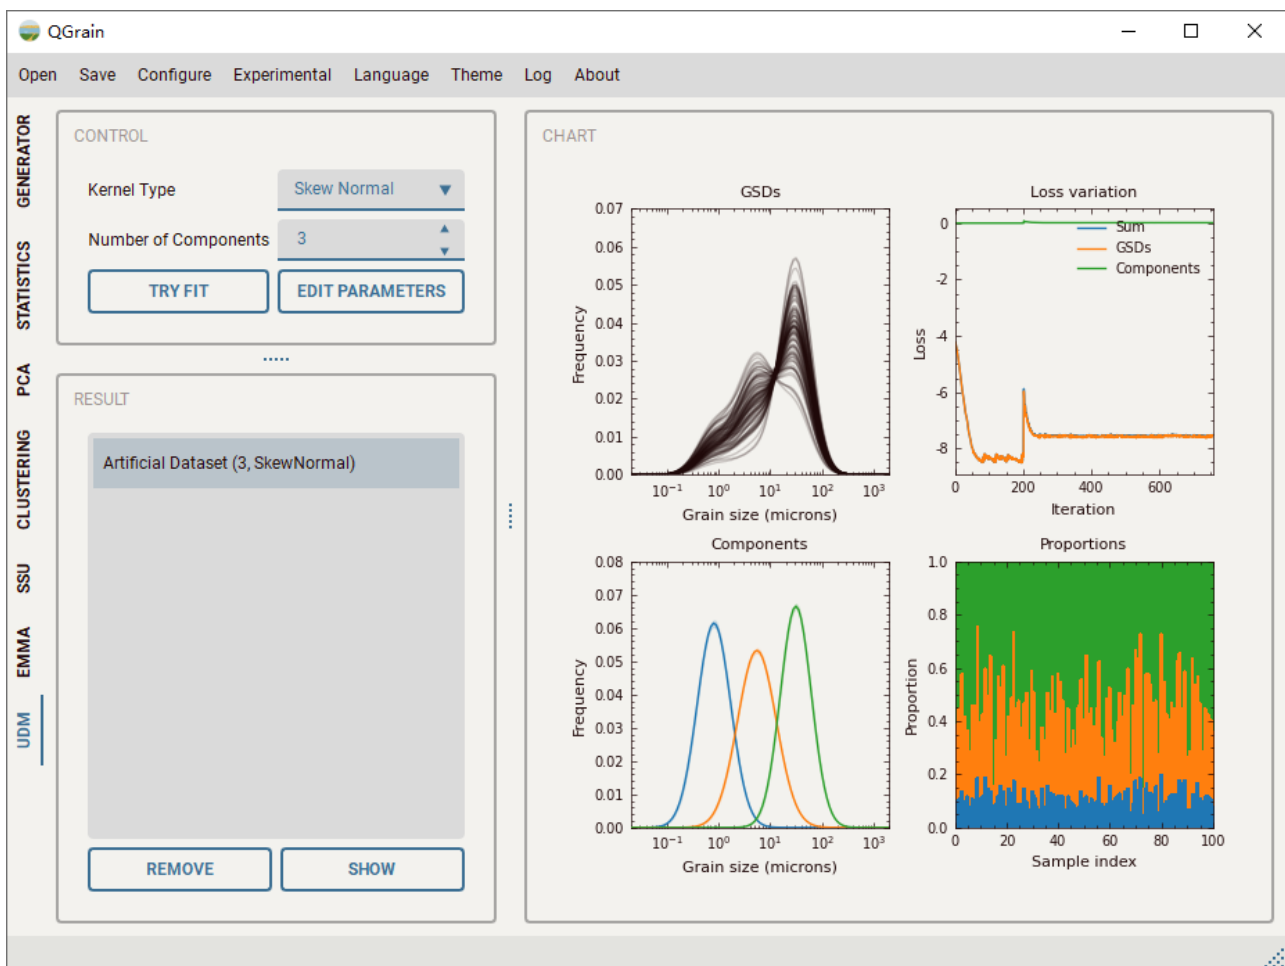 QGrain
Open Save Configure Experimental Language Theme Log About
GENERATOR
STATISTICS
PCA
CLUSTERING
SSU
EMMA
UDM
CONTROL
Kernel Type Skew Normal
Number of Components 3
TRY FIT EDIT PARAMETERS
RESULT
Artificial Dataset (3, SkewNormal)
REMOVE SHOW
CHART
GSDs
0.07
0.06
0.05
0.04
0.03
0.02
0.01
0.00
Frequency
10⁻¹ 10⁰ 10¹ 10² 10³
Grain size (microns)
Loss variation
0
-2
-4
-6
-8
Loss
Sum
GSDs
Components
0 200 400 600
Iteration
Components
0.08
0.07
0.06
0.05
0.04
0.03
0.02
0.01
0.00
Frequency
10⁻¹ 10⁰ 10¹ 10² 10³
Grain size (microns)
Proportions
1.0
0.8
0.6
0.4
0.2
0.0
Proportion
0 20 40 60 80 100
Sample index